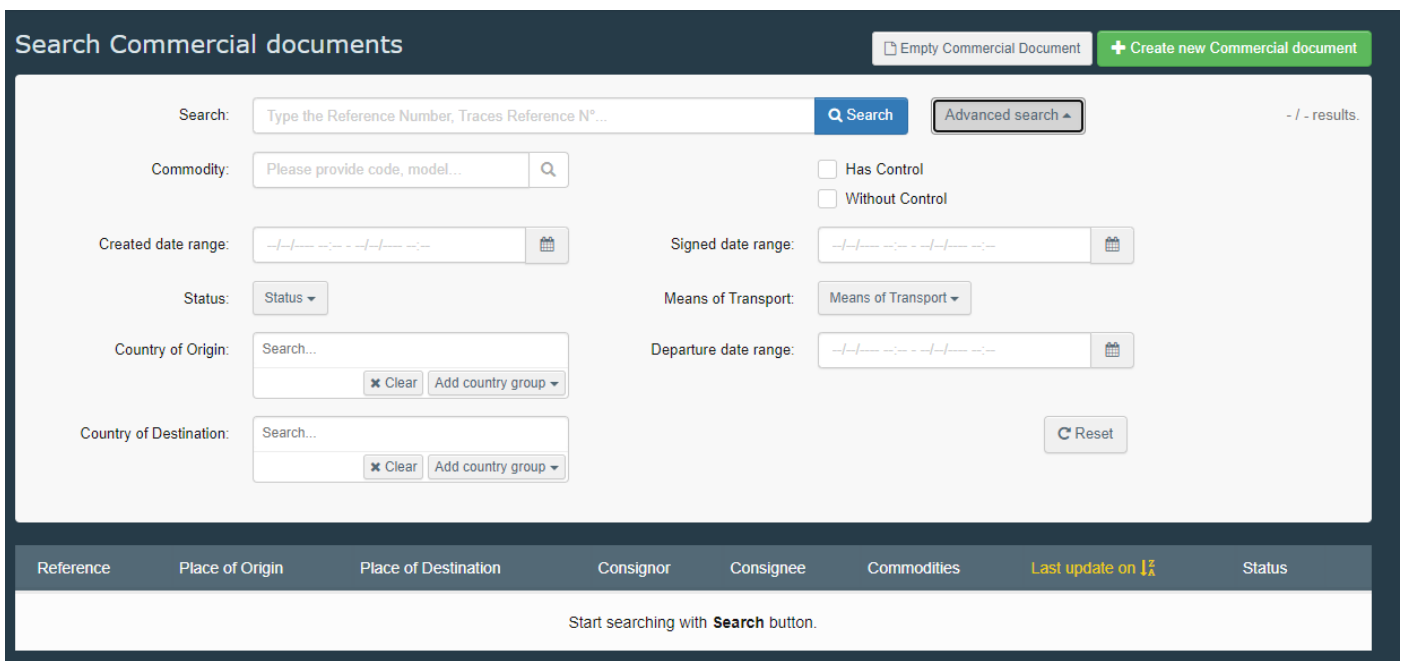 Search Commercial documents
Empty Commercial Document
Create new Commercial document
Search: Type the Reference Number, Traces Reference N°... Search Advanced search - / - results.
Commodity: Please provide code, model... Has Control
Without Control
Created date range: --/--/---- --:-- - --/--/---- --:-- Signed date range: --/--/---- --:-- - --/--/---- --:--
Status: Status Means of Transport: Means of Transport
Country of Origin: Search... Departure date range: --/--/---- --:-- - --/--/---- --:--
Clear Add country group
Country of Destination: Search... Reset
Clear Add country group
Reference Place of Origin Place of Destination Consignor Consignee Commodities Last update on Status
Start searching with Search button.